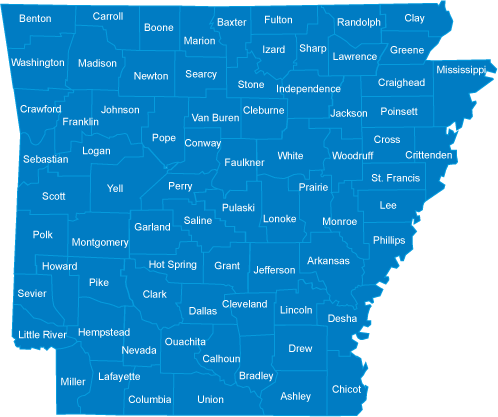 Benton
Carroll
Boone
Baxter
Fulton
Randolph
Clay
Marion
Izard
Sharp
Lawrence
Greene
Washington
Madison
Newton
Searcy
Stone
Independence
Craighead
Mississippi
Crawford
Franklin
Johnson
Pope
Van Buren
Cleburne
Jackson
Poinsett
Sebastian
Logan
Conway
Faulkner
White
Woodruff
Cross
Crittenden
Scott
Yell
Perry
Pulaski
Lonoke
Prairie
Monroe
St. Francis
Lee
Polk
Montgomery
Garland
Saline
Phillips
Howard
Pike
Hot Spring
Grant
Jefferson
Arkansas
Sevier
Clark
Dallas
Cleveland
Lincoln
Desha
Little River
Hempstead
Nevada
Ouachita
Calhoun
Drew
Miller
Lafayette
Columbia
Union
Bradley
Ashley
Chicot